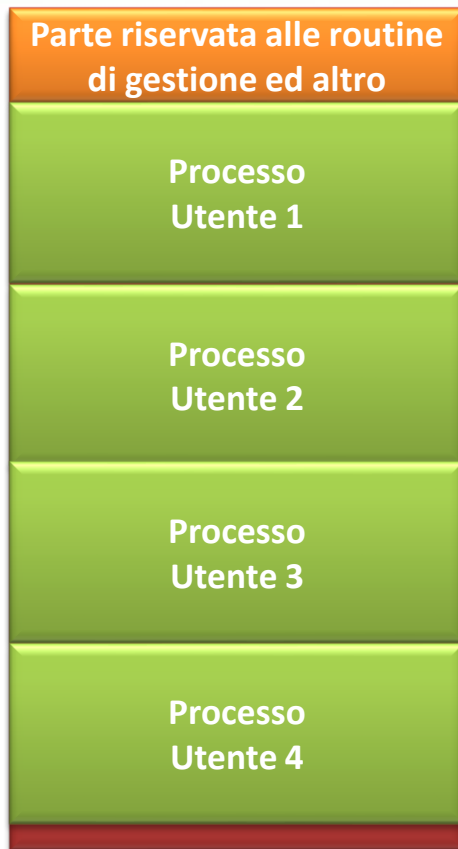 Parte riservata alle routine
di gestione ed altro
Processo
Utente 1
Processo
Utente 2
Processo
Utente 3
Processo
Utente 4